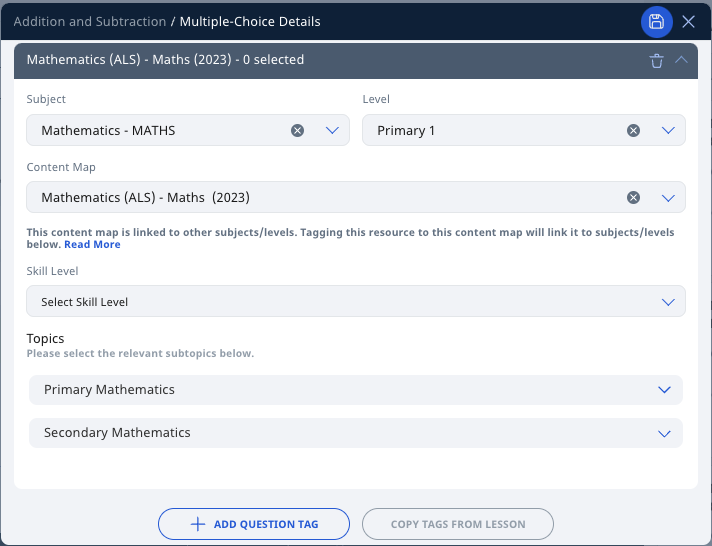 Addition and Subtraction / Multiple-Choice Details
Mathematics (ALS) - Maths (2023) - 0 selected
Subject
Level
Mathematics - MATHS
Primary 1
Content Map
Mathematics (ALS) - Maths  (2023)
This content map is linked to other subjects/levels. Tagging this resource to this content map will link it to subjects/levels
below. Read More
Skill Level
Select Skill Level
Topics
Please select the relevant subtopics below.
Primary Mathematics
Secondary Mathematics
ADD QUESTION TAG
COPY TAGS FROM LESSON